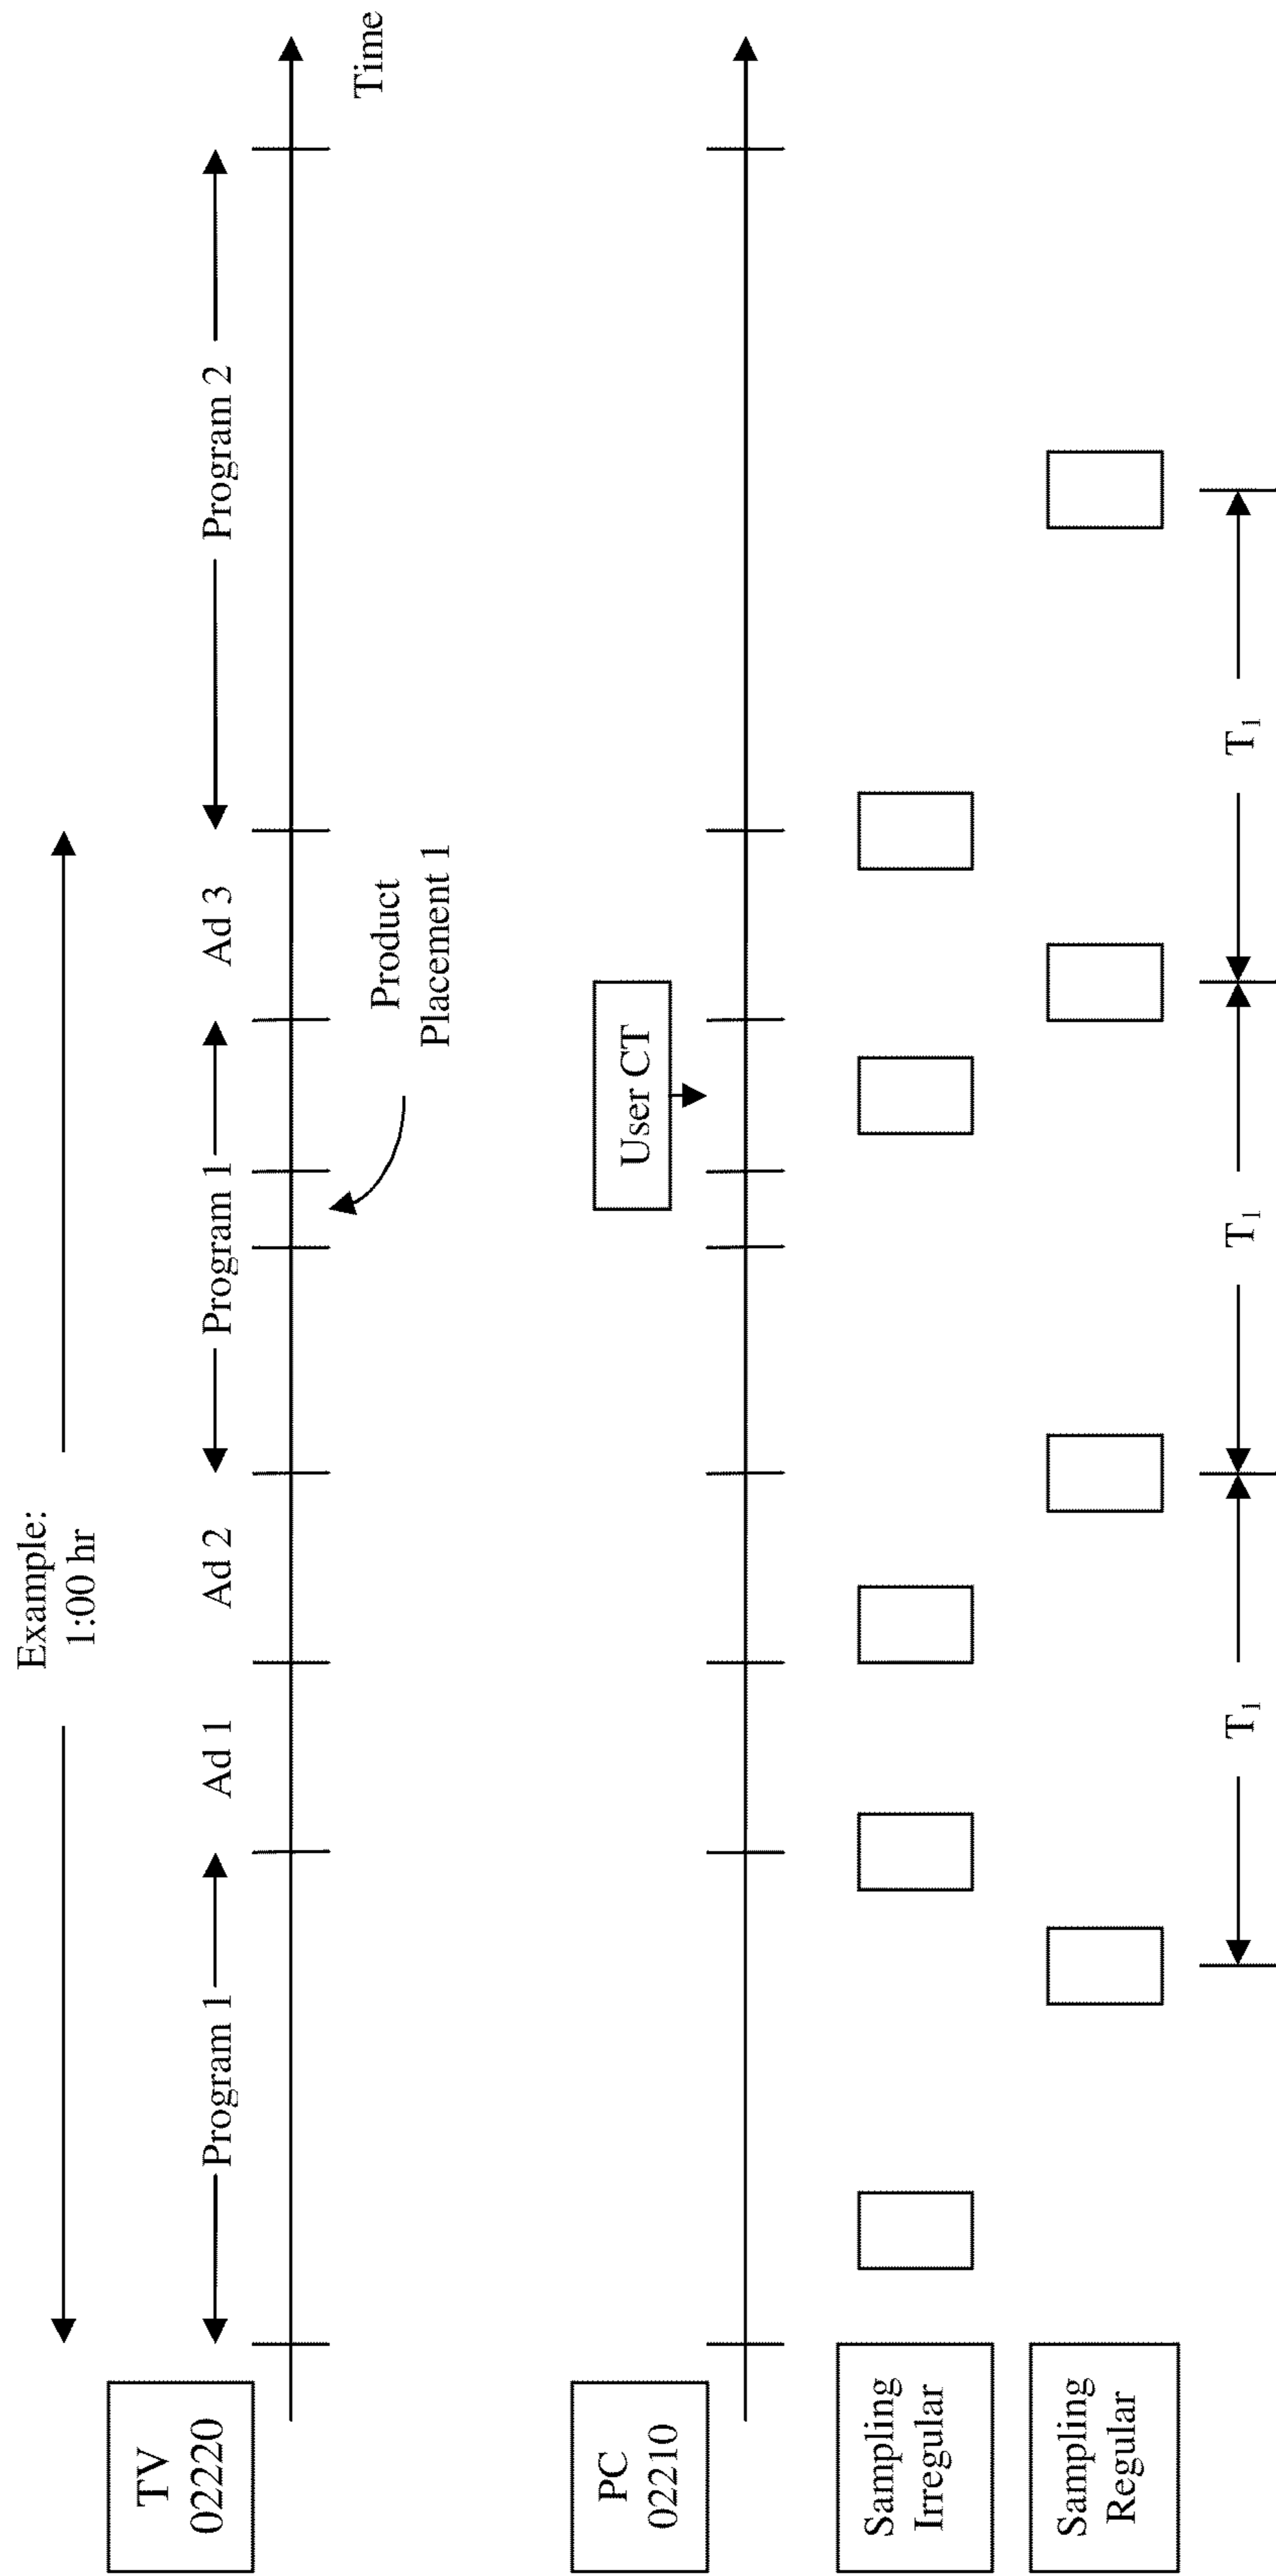 Example:
1:00 hr
TV
02220
Program 1
Ad 1
Ad 2
Program 1
Ad 3
Program 2
Time
Product
Placement 1
PC
02210
User CT
Sampling
Irregular
Sampling
Regular
T1
T1
T1